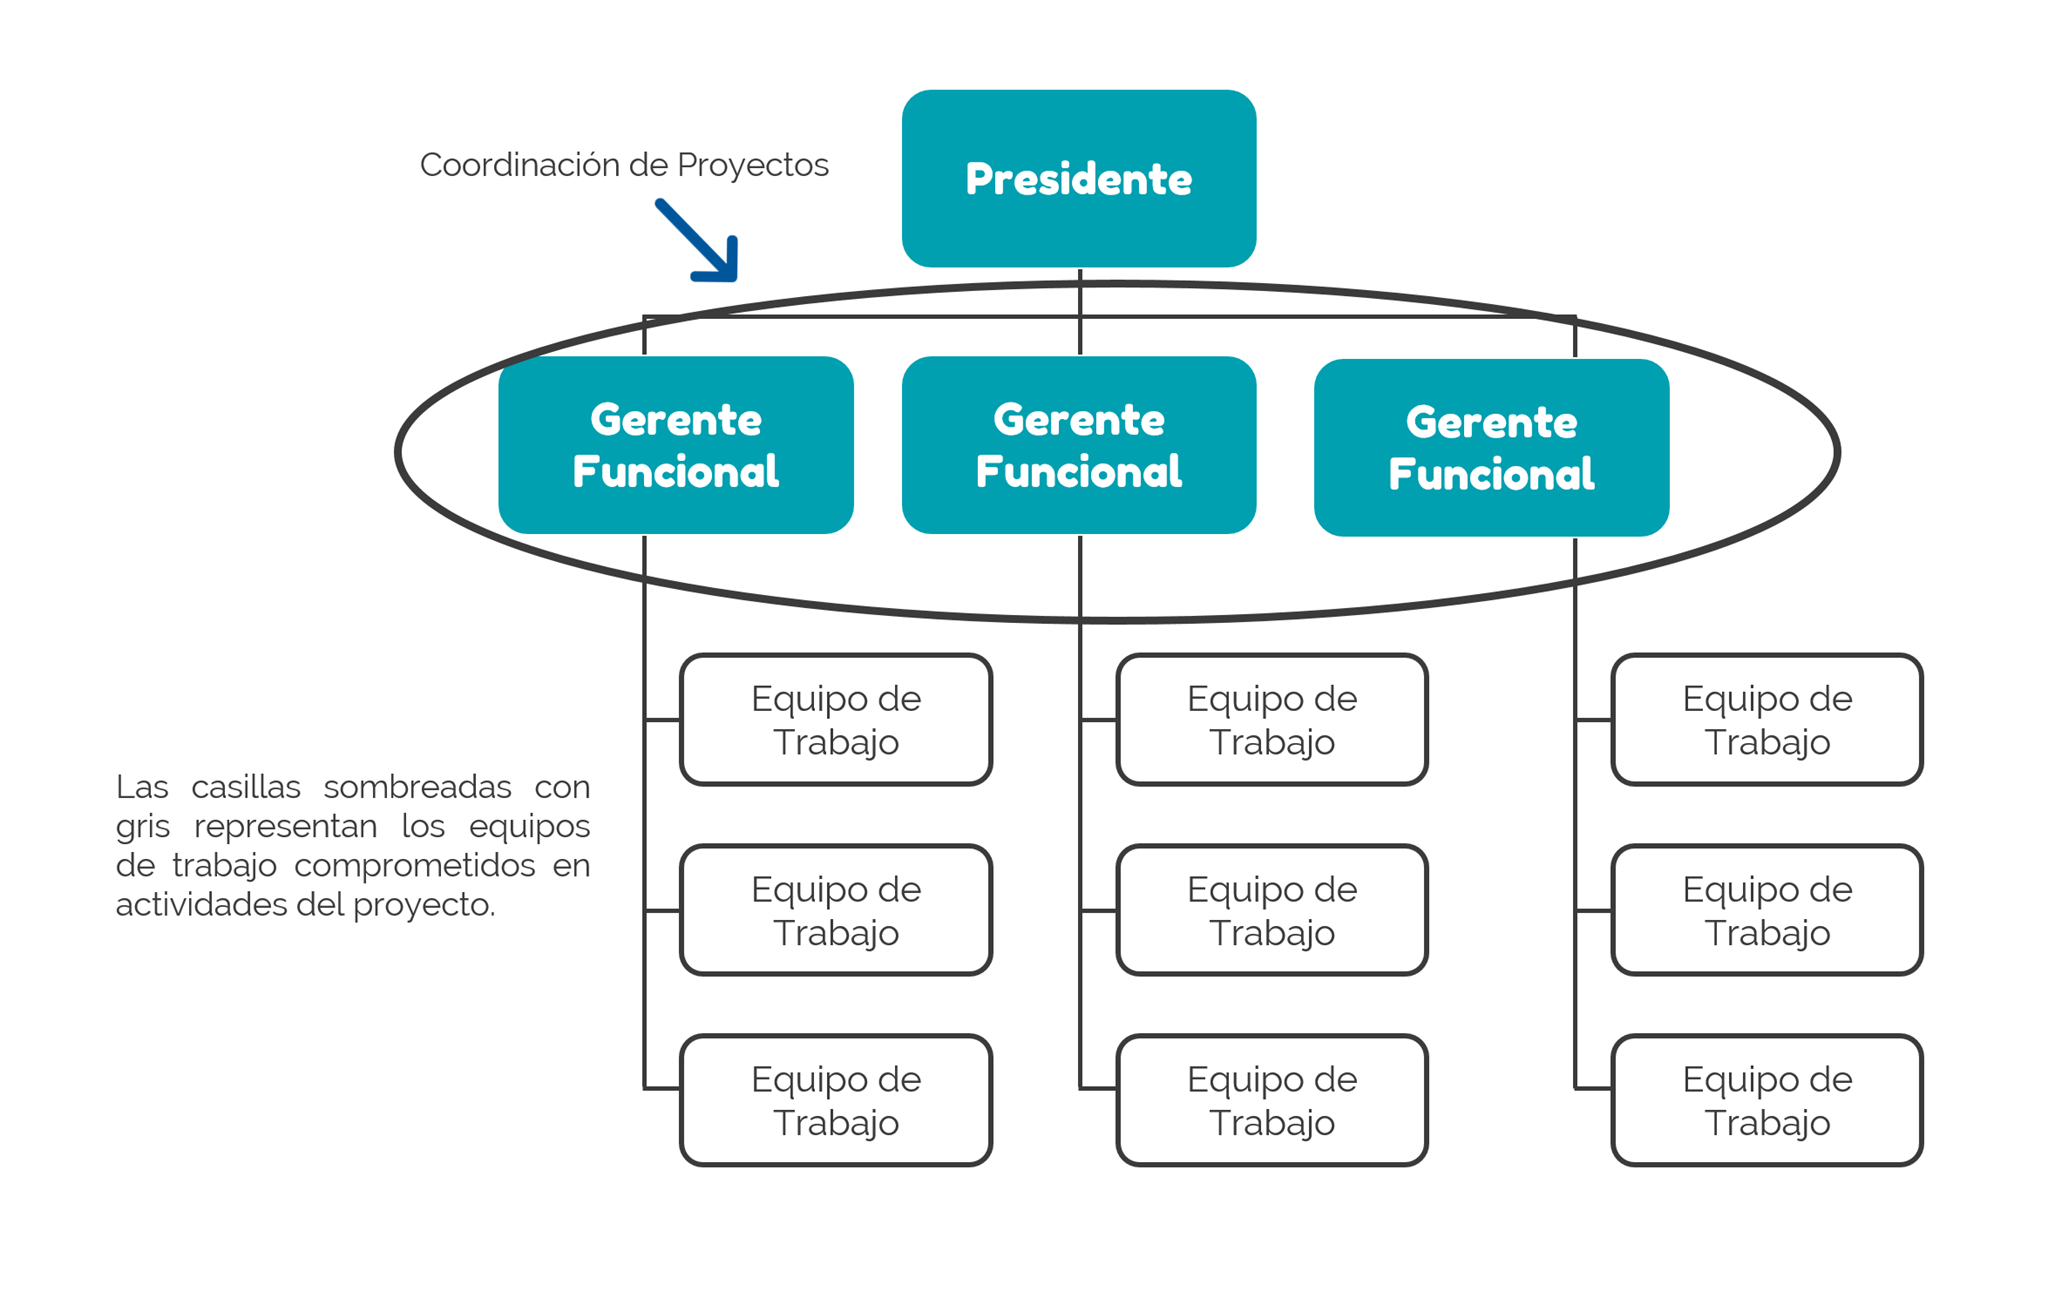 Coordinación de Proyectos
Presidente
Gerente
Funcional
Gerente
Funcional
Gerente
Funcional
Las casillas sombreadas con
gris representan los equipos
de trabajo comprometidos en
actividades del proyecto.
Equipo de
Trabajo
Equipo de
Trabajo
Equipo de
Trabajo
Equipo de
Trabajo
Equipo de
Trabajo
Equipo de
Trabajo
Equipo de
Trabajo
Equipo de
Trabajo
Equipo de
Trabajo